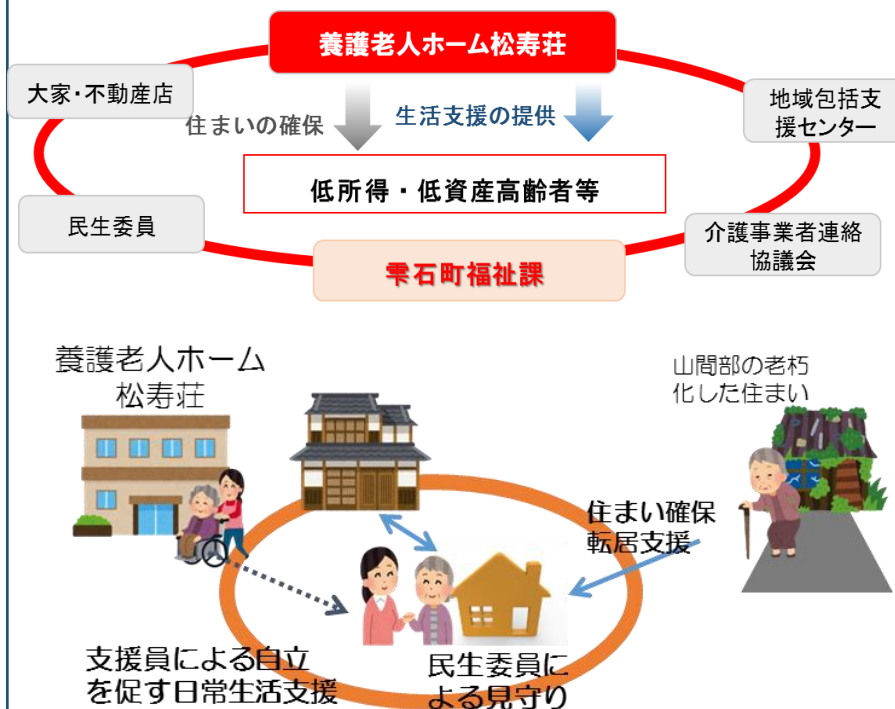 養護老人ホーム松寿荘
大家・不動産店
住まいの確保
生活支援の提供
地域包括支
援センター
低所得・低資産高齢者等
民生委員
介護事業者連絡
協議会
雫石町福祉課
養護老人ホーム
松寿荘
山間部の老朽
化した住まい
住まい確保
転居支援
支援員による自立
を促す日常生活支援
民生委員に
よる見守り